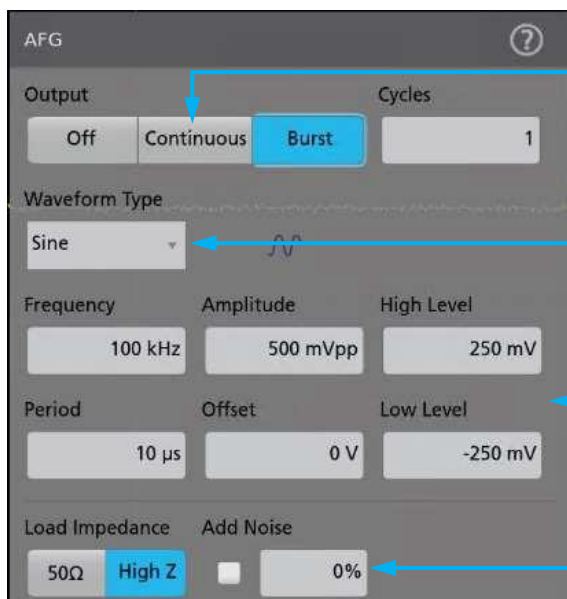 AFG ?
Output Cycles
Off Continuous Burst 1
Waveform Type
Sine
Frequency Amplitude High Level
100 kHz 500 mVpp 250 mV
Period Offset Low Level
10 µs 0 V -250 mV
Load Impedance Add Noise
50Ω High Z 0%